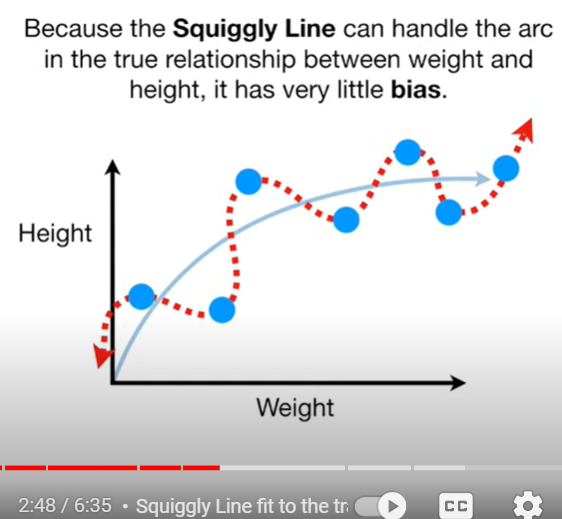 Because the Squiggly Line can handle the arc
in the true relationship between weight and
height, it has very little bias.
Height
Weight
2:48 / 6:35 • Squiggly Line fit to the
CC